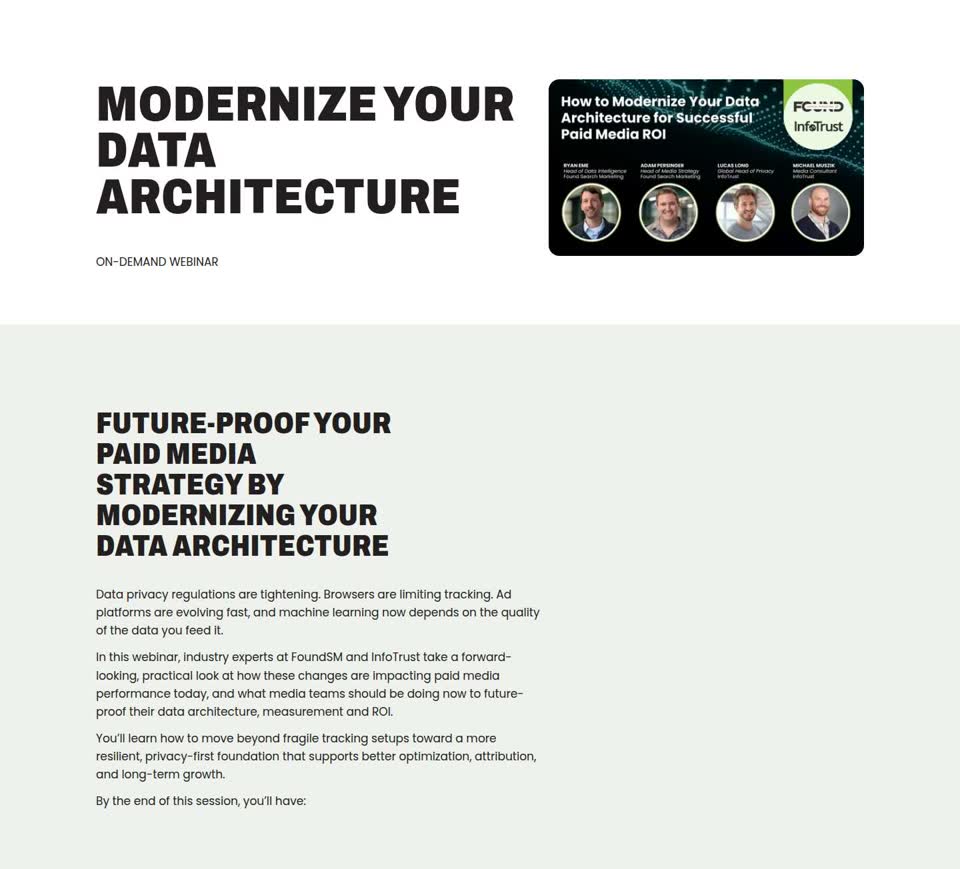 MODERNIZE YOUR
DATA
ARCHITECTURE
ON-DEMAND WEBINAR
How to Modernize Your Data
Architecture for Successful
Paid Media ROI
FOUND
InfoTrust
RYAN EME
Head of Data Intelligence
Found Search Marketing
ADAM PERSINGER
Head of Media Strategy
Found Search Marketing
LUCAS LONG
Global Head of Privacy
InfoTrust
MICHAEL MUSZIK
Media Consultant
InfoTrust
FUTURE-PROOF YOUR
PAID MEDIA
STRATEGY BY
MODERNIZING YOUR
DATA ARCHITECTURE
Data privacy regulations are tightening. Browsers are limiting tracking. Ad
platforms are evolving fast, and machine learning now depends on the quality
of the data you feed it.
In this webinar, industry experts at FoundSM and InfoTrust take a forward-
looking, practical look at how these changes are impacting paid media
performance today, and what media teams should be doing now to future-
proof their data architecture, measurement and ROI.
You’ll learn how to move beyond fragile tracking setups toward a more
resilient, privacy-first foundation that supports better optimization, attribution,
and long-term growth.
By the end of this session, you’ll have: